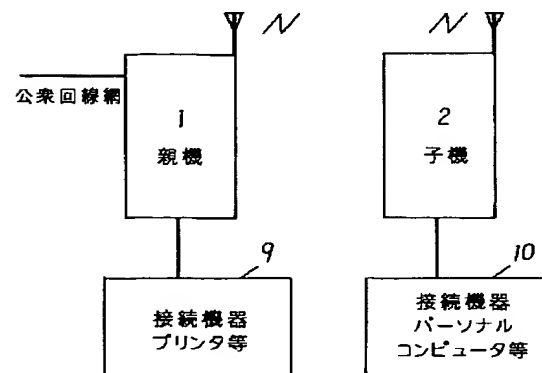 公衆回線網
1
親機
2
子機
9
接続機器
プリンタ等
10
接続機器
パーソナル
コンピュータ等